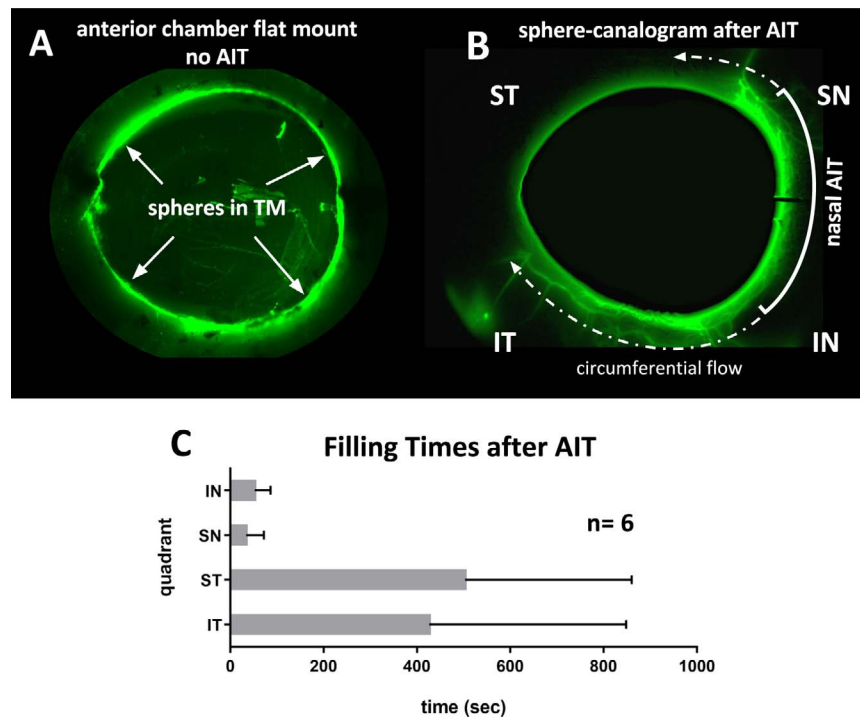 A
anterior chamber flat mount
no AIT
spheres in TM
B
sphere-canalogram after AIT
ST
SN
nasal AIT
IT
IN
circumferential flow
C
Filling Times after AIT
quadrant
IN
SN
ST
IT
n= 6
0 200 400 600 800 1000
time (sec)